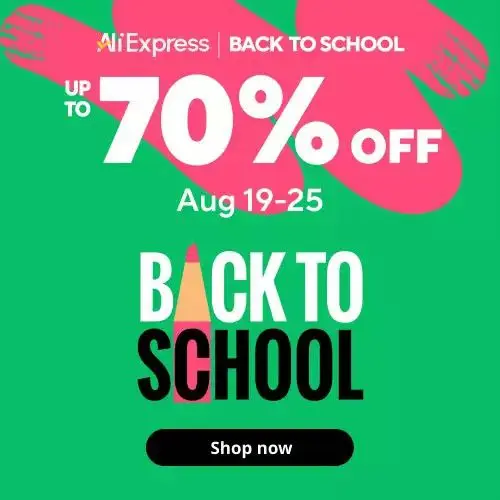 AliExpress | BACK TO SCHOOL
UP TO 70% OFF
Aug 19-25
BACK TO
SCHOOL
Shop now